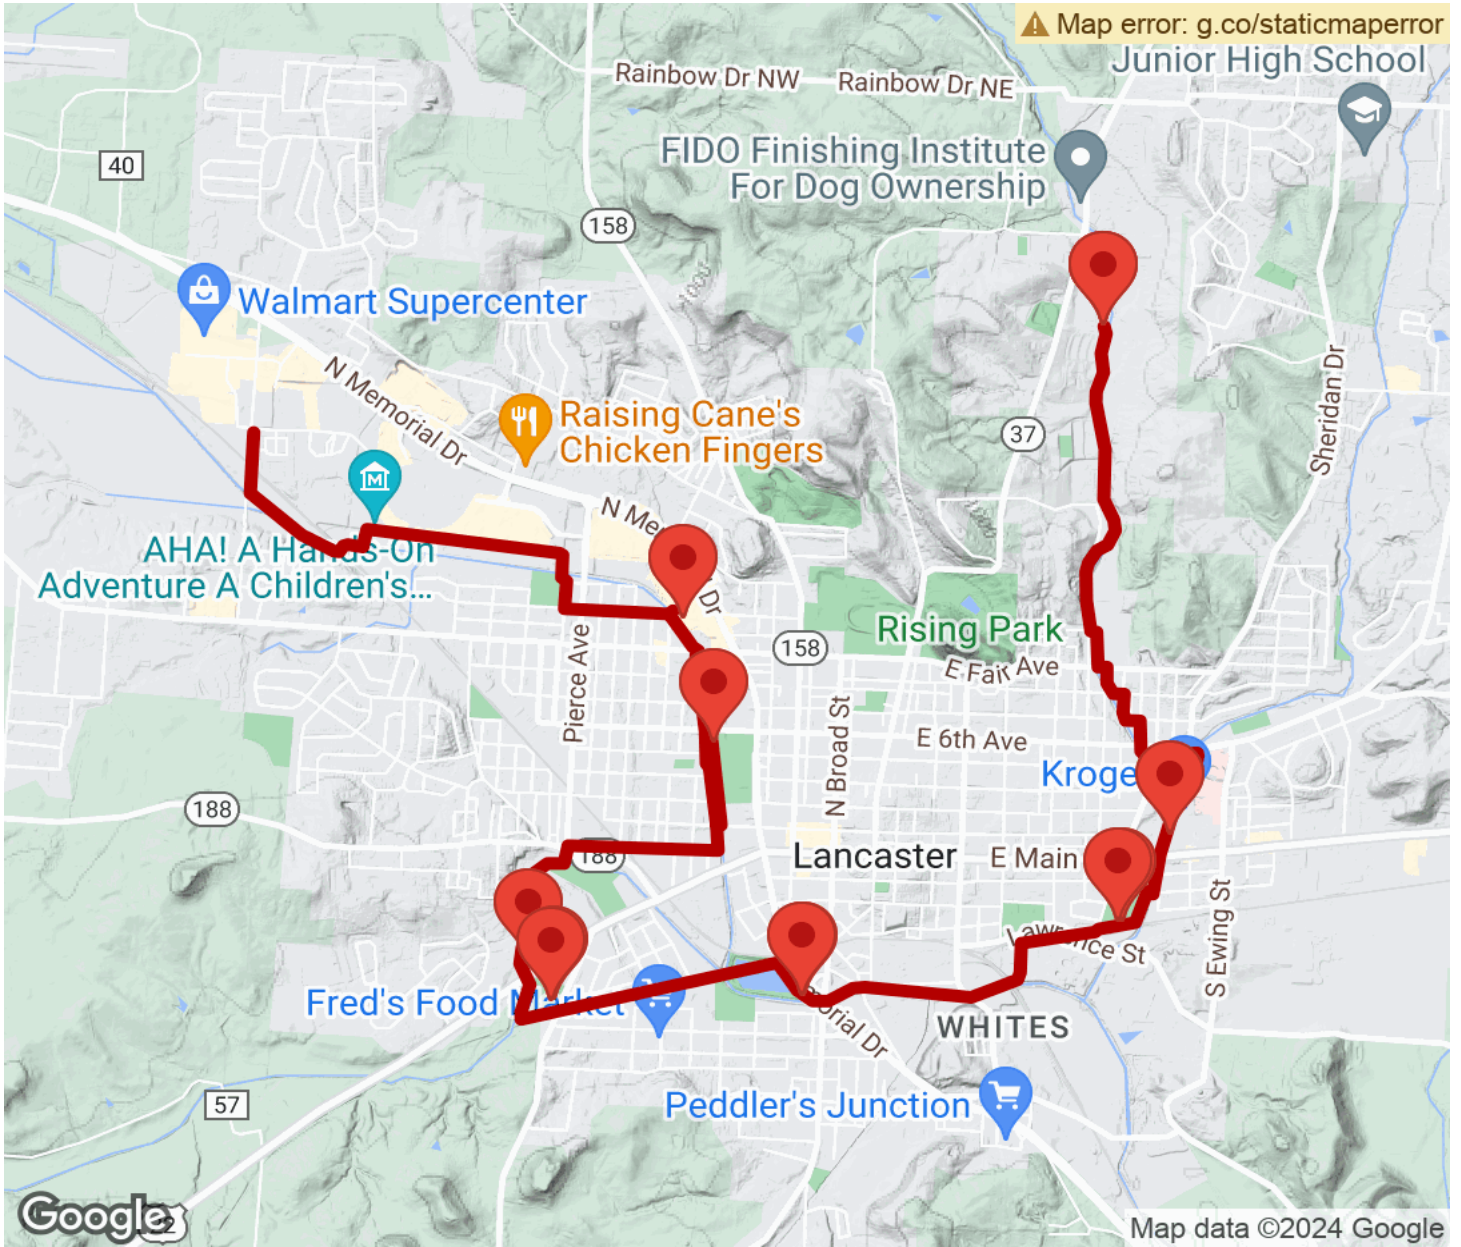 Map error: g.co/staticmaperror
Junior High School
Rainbow Dr NW
Rainbow Dr NE
FIDO Finishing Institute
For Dog Ownership
40
158
1000
Walmart Supercenter
N Memorial Dr
Raising Cane's
Chicken Fingers
37
Sheridan Dr
N Me
Dr
AHA! A Hands-On
Adventure A Children's...
Rising Park
158
E Fair Ave
Pierce Ave
N Broad St
E 6th Ave
Kroge
188
188
Lancaster
E Main
Lawrence St
S Ewing St
Fred's Food Market
morial Dr
WHITES
57
Peddler's Junction
Google
Map data ©2024 Google